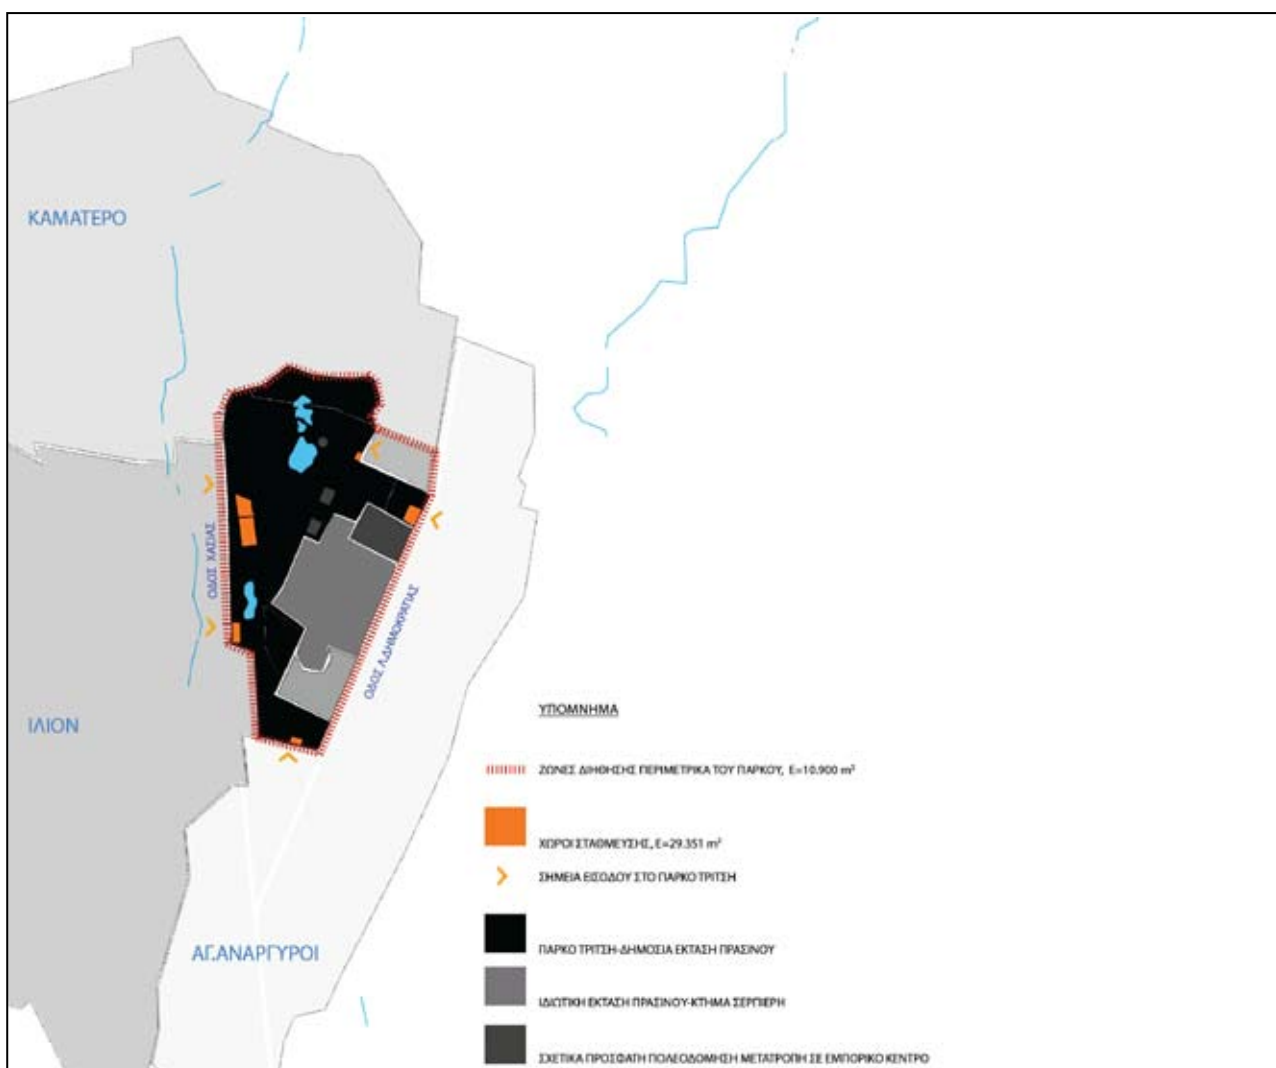 ΚΑΜΑΤΕΡΟ
ΟΔΟΣ ΧΑΣΙΑΣ
ΟΔΟΣ Λ.ΔΗΜΟΚΡΑΤΙΑΣ
ΙΛΙΟΝ
ΑΓ.ΑΝΑΡΓΥΡΟΙ
ΥΠΟΜΝΗΜΑ
ΖΩΝΕΣ ΔΙΗΘΗΣΗΣ ΠΕΡΙΜΕΤΡΙΚΑ ΤΟΥ ΠΑΡΚΟΥ, Ε=10.900 m²
ΧΩΡΟΙ ΣΤΑΘΜΕΥΣΗΣ, Ε=29.351 m²
ΣΗΜΕΙΑ ΕΙΣΟΔΟΥ ΣΤΟ ΠΑΡΚΟ ΤΡΙΤΣΗ
ΠΑΡΚΟ ΤΡΙΤΣΗ-ΔΗΜΟΣΙΑ ΕΚΤΑΣΗ ΠΡΑΣΙΝΟΥ
ΙΔΙΩΤΙΚΗ ΕΚΤΑΣΗ ΠΡΑΣΙΝΟΥ-ΚΤΗΜΑ ΣΕΡΠΙΕΡΗ
ΣΧΕΤΙΚΑ ΠΡΟΣΦΑΤΗ ΠΟΛΕΟΔΟΜΗΣΗ ΜΕΤΑΤΡΟΠΗ ΣΕ ΕΜΠΟΡΙΚΟ ΚΕΝΤΡΟ